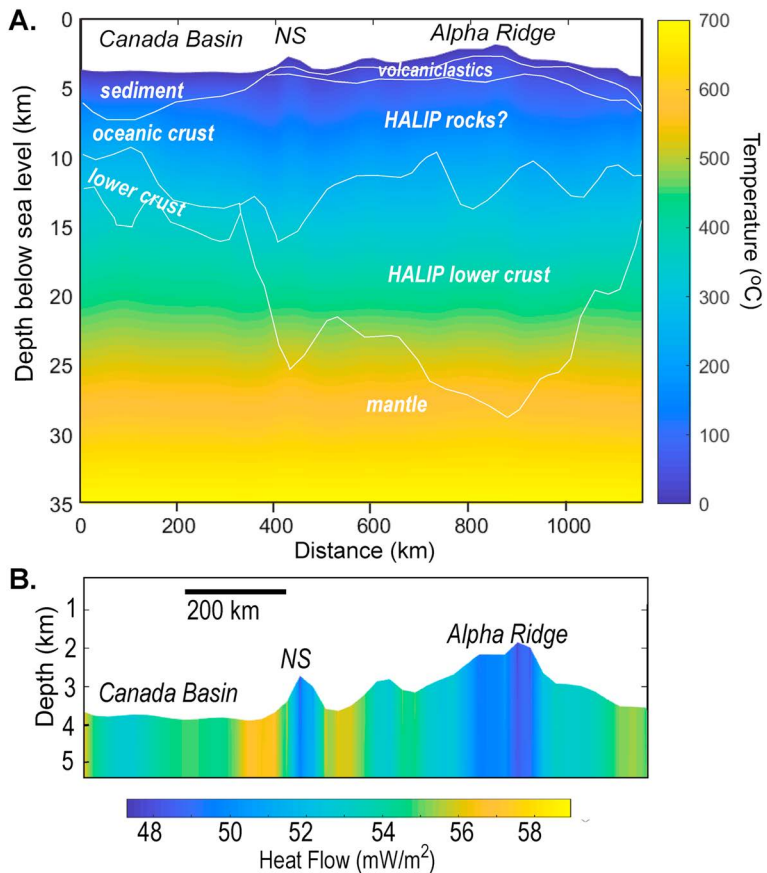 A.
Canada Basin NS Alpha Ridge
sediment
volcaniclastics
oceanic crust
HALIP rocks?
lower crust
HALIP lower crust
mantle
0
5
10
15
20
25
30
35
Depth below sea level (km)
0 200 400 600 800 1000
Distance (km)
700
600
500
400
300
200
100
0
Temperature (ºC)
B.
200 km
1
2
3
4
5
Depth (km)
Canada Basin
NS
Alpha Ridge
48 50 52 54 56 58
Heat Flow (mW/m²)